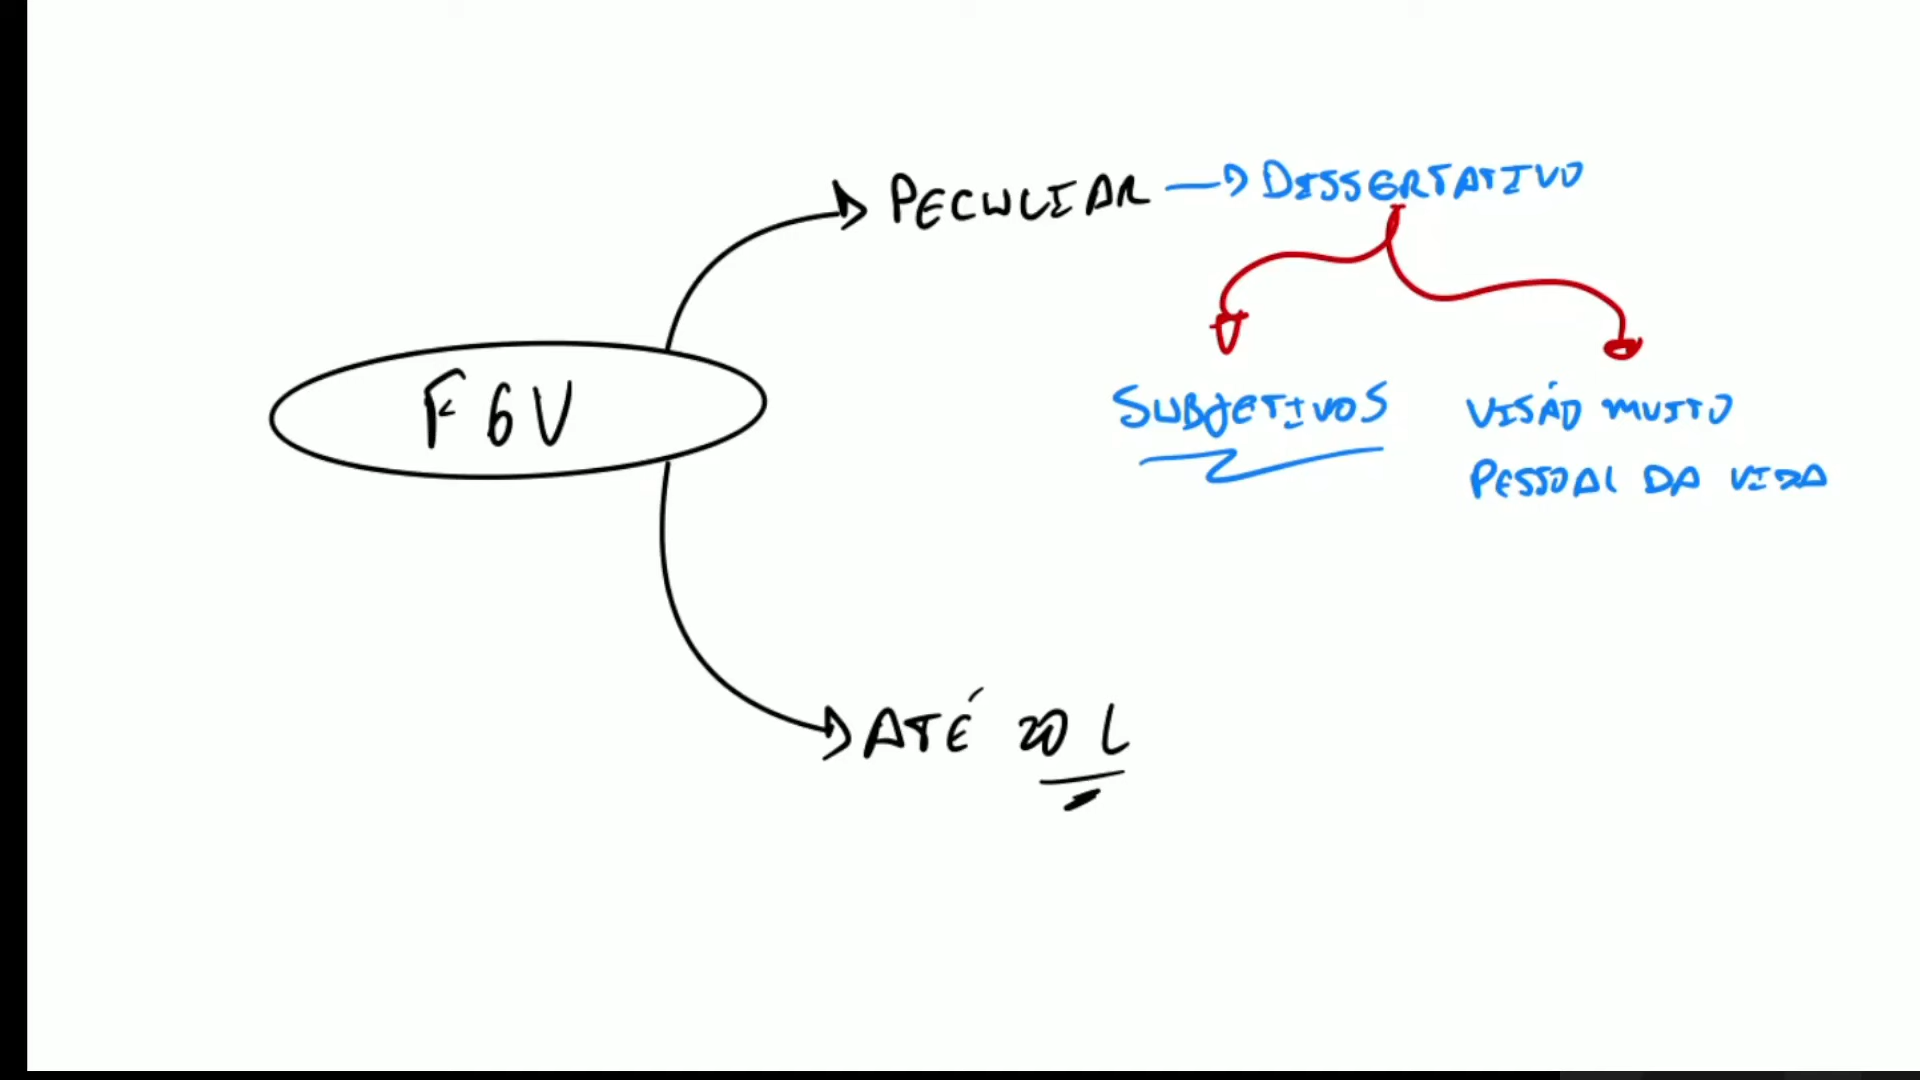 PECULIAR → DISSERTATIVO
FGV
SUBJETIVOS
VISÃO MUITO
PESSOAL DA VIDA
ATÉ 20 L